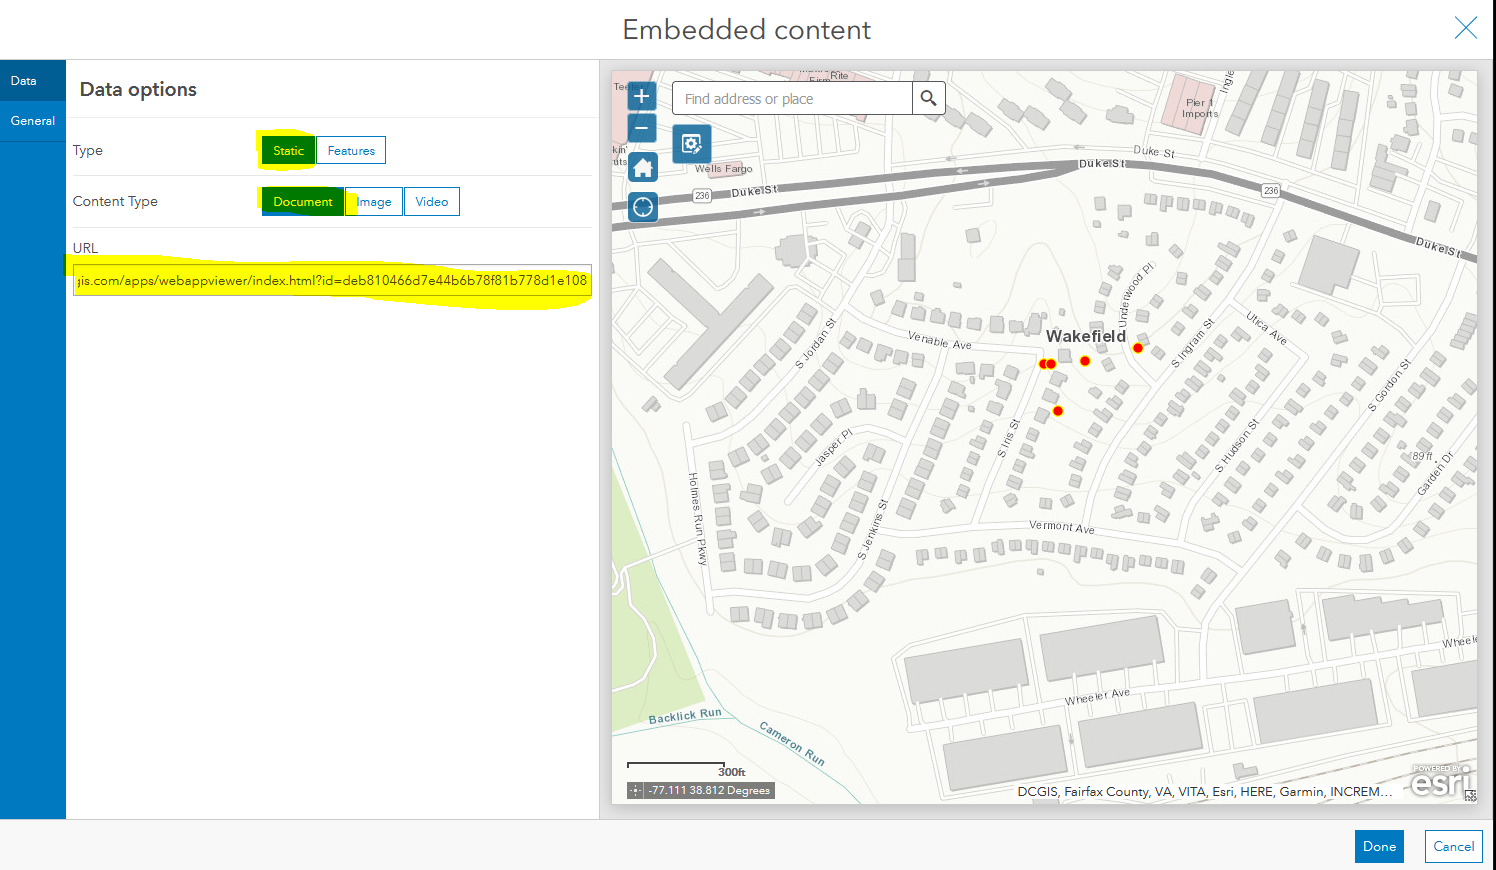 Embedded content
Data
General
Data options
Type
Static
Features
Content Type
Document
Image
Video
URL
gis.com/apps/webappviewer/index.html?id=deb810466d7e44b6b78f81b778d1e108
Find address or place
Rite
Pier 1
Imports
Wells Fargo
Duke St
Duke St
Duke St
Duke St
236
236
Underwood Pl
Wakefield
Utica Ave
S Ingram St
S Jordan St
Venable Ave
S Gordon St
S Iris St
S Hudson St
Jasper Pl
89 ft
Garden Dr
Holmes Run Pkwy
S Jenkins St
Vermont Ave
Wheeler Ave
Backlick Run
Cameron Run
300ft
-77.111 38.812 Degrees
DCGIS, Fairfax County, VA, VITA, Esri, HERE, Garmin, INCREM...
POWERED BY
esri
Done
Cancel